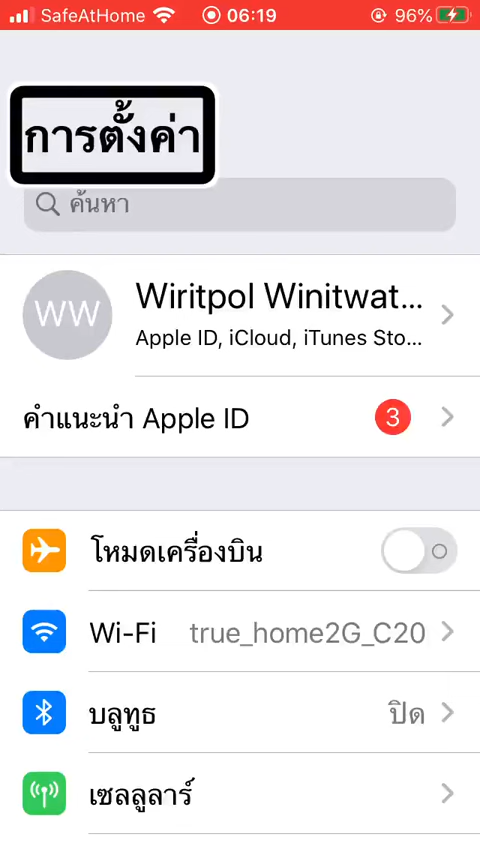 SafeAtHome 06:19 96%
การตั้งค่า
ค้นหา
WW
Wiritpol Winitwat...
Apple ID, iCloud, iTunes Sto...
คำแนะนำ Apple ID 3
โหมดเครื่องบิน
Wi-Fi true_home2G_C20
บลูทูธ ปิด
เซลลูลาร์